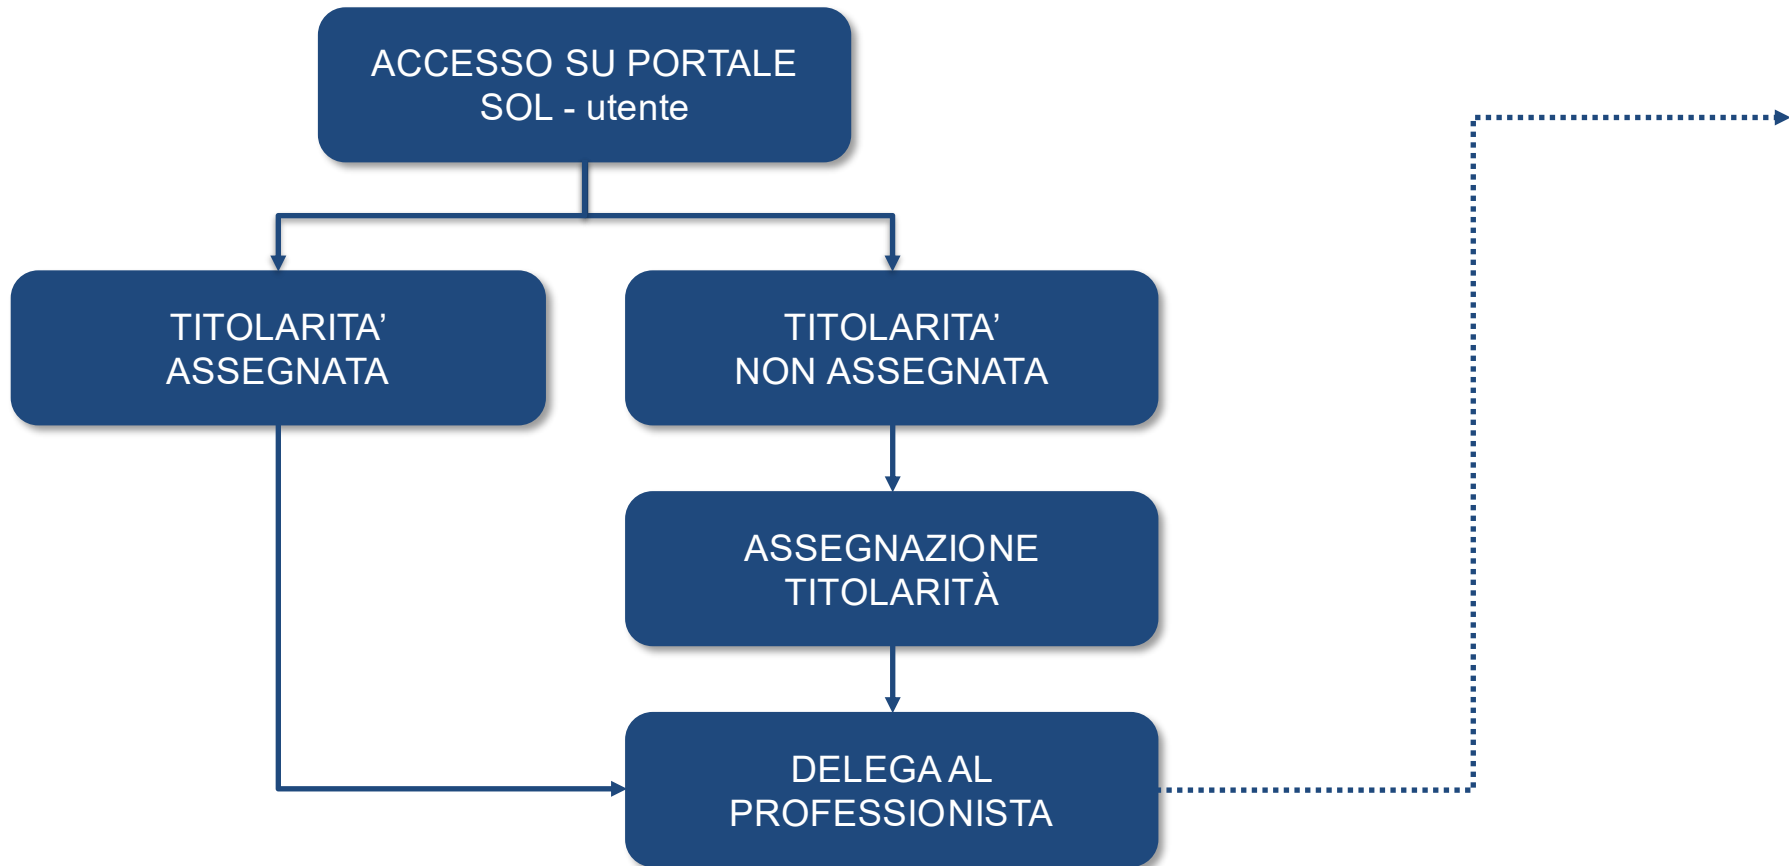 ACCESSO SU PORTALE
SOL - utente
TITOLARITA’
ASSEGNATA
TITOLARITA’
NON ASSEGNATA
ASSEGNAZIONE
TITOLARITÀ
DELEGA AL
PROFESSIONISTA